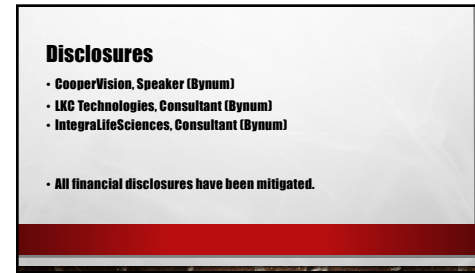 Disclosures
• CooperVision, Speaker (Bynum)
• LKC Technologies, Consultant (Bynum)
• IntegraLifeSciences, Consultant (Bynum)
• All financial disclosures have been mitigated.